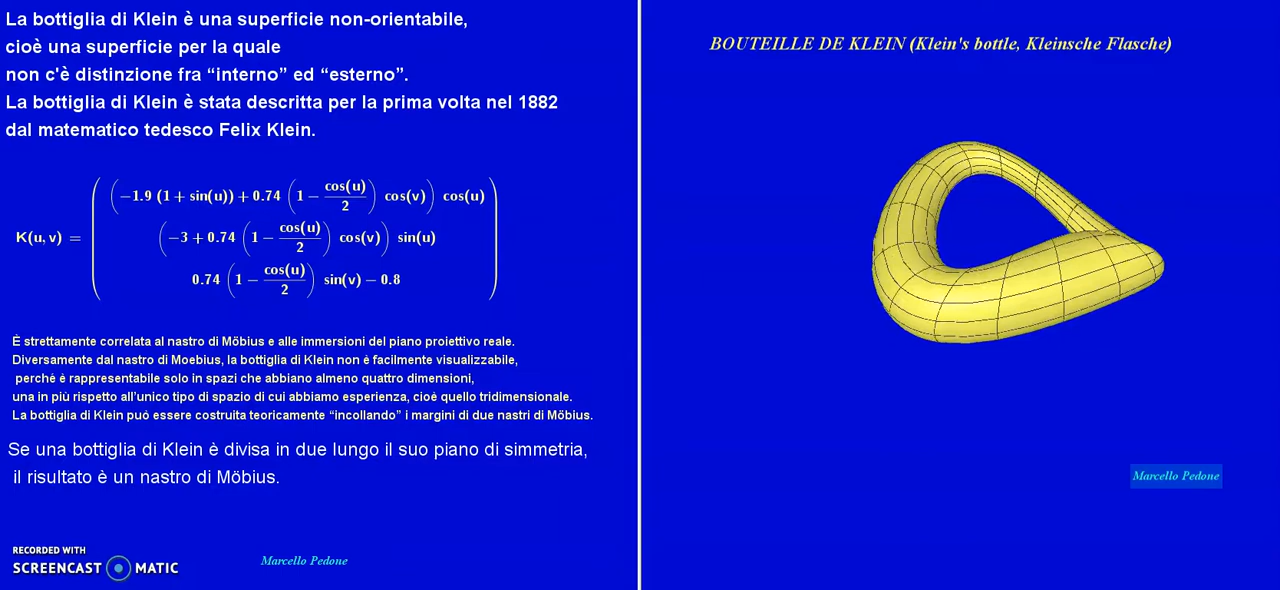 La bottiglia di Klein è una superficie non-orientabile,
cioè una superficie per la quale
non c'è distinzione fra “interno” ed “esterno”.
La bottiglia di Klein è stata descritta per la prima volta nel 1882
dal matematico tedesco Felix Klein.
(−1.9 (1 + sin(u)) + 0.74 (1 − cos(u)/2) cos(v)) cos(u)
K(u, v) = (−3 + 0.74 (1 − cos(u)/2) cos(v)) sin(u)
0.74 (1 − cos(u)/2) sin(v) − 0.8
È strettamente correlata al nastro di Möbius e alle immersioni del piano proiettivo reale.
Diversamente dal nastro di Moebius, la bottiglia di Klein non è facilmente visualizzabile,
perché è rappresentabile solo in spazi che abbiano almeno quattro dimensioni,
una in più rispetto all'unico tipo di spazio di cui abbiamo esperienza, cioè quello tridimensionale.
La bottiglia di Klein puó essere costruita teoricamente “incollando” i margini di due nastri di Möbius.
Se una bottiglia di Klein è divisa in due lungo il suo piano di simmetria,
il risultato è un nastro di Möbius.
RECORDED WITH
SCREENCAST MATIC
Marcello Pedone
BOUTEILLE DE KLEIN (Klein's bottle, Kleinsche Flasche)
Marcello Pedone